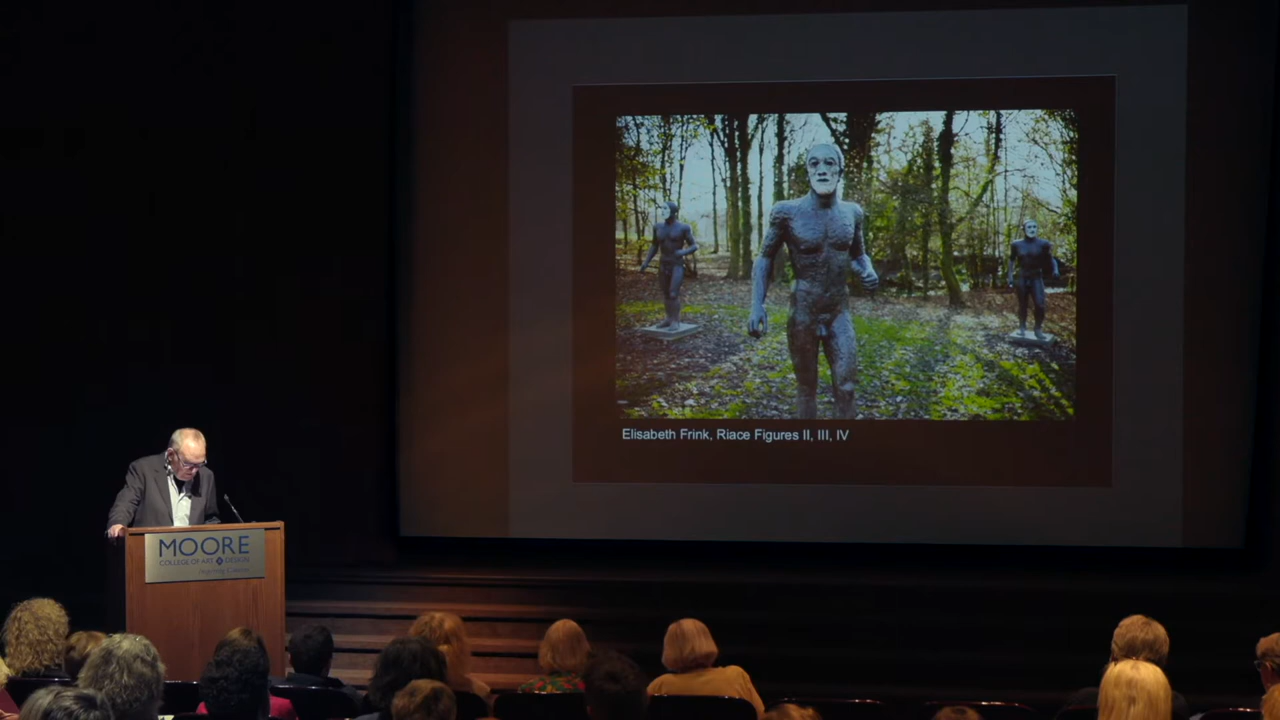 Elisabeth Frink, Riace Figures II, III, IV
MOORE
COLLEGE OF ART & DESIGN